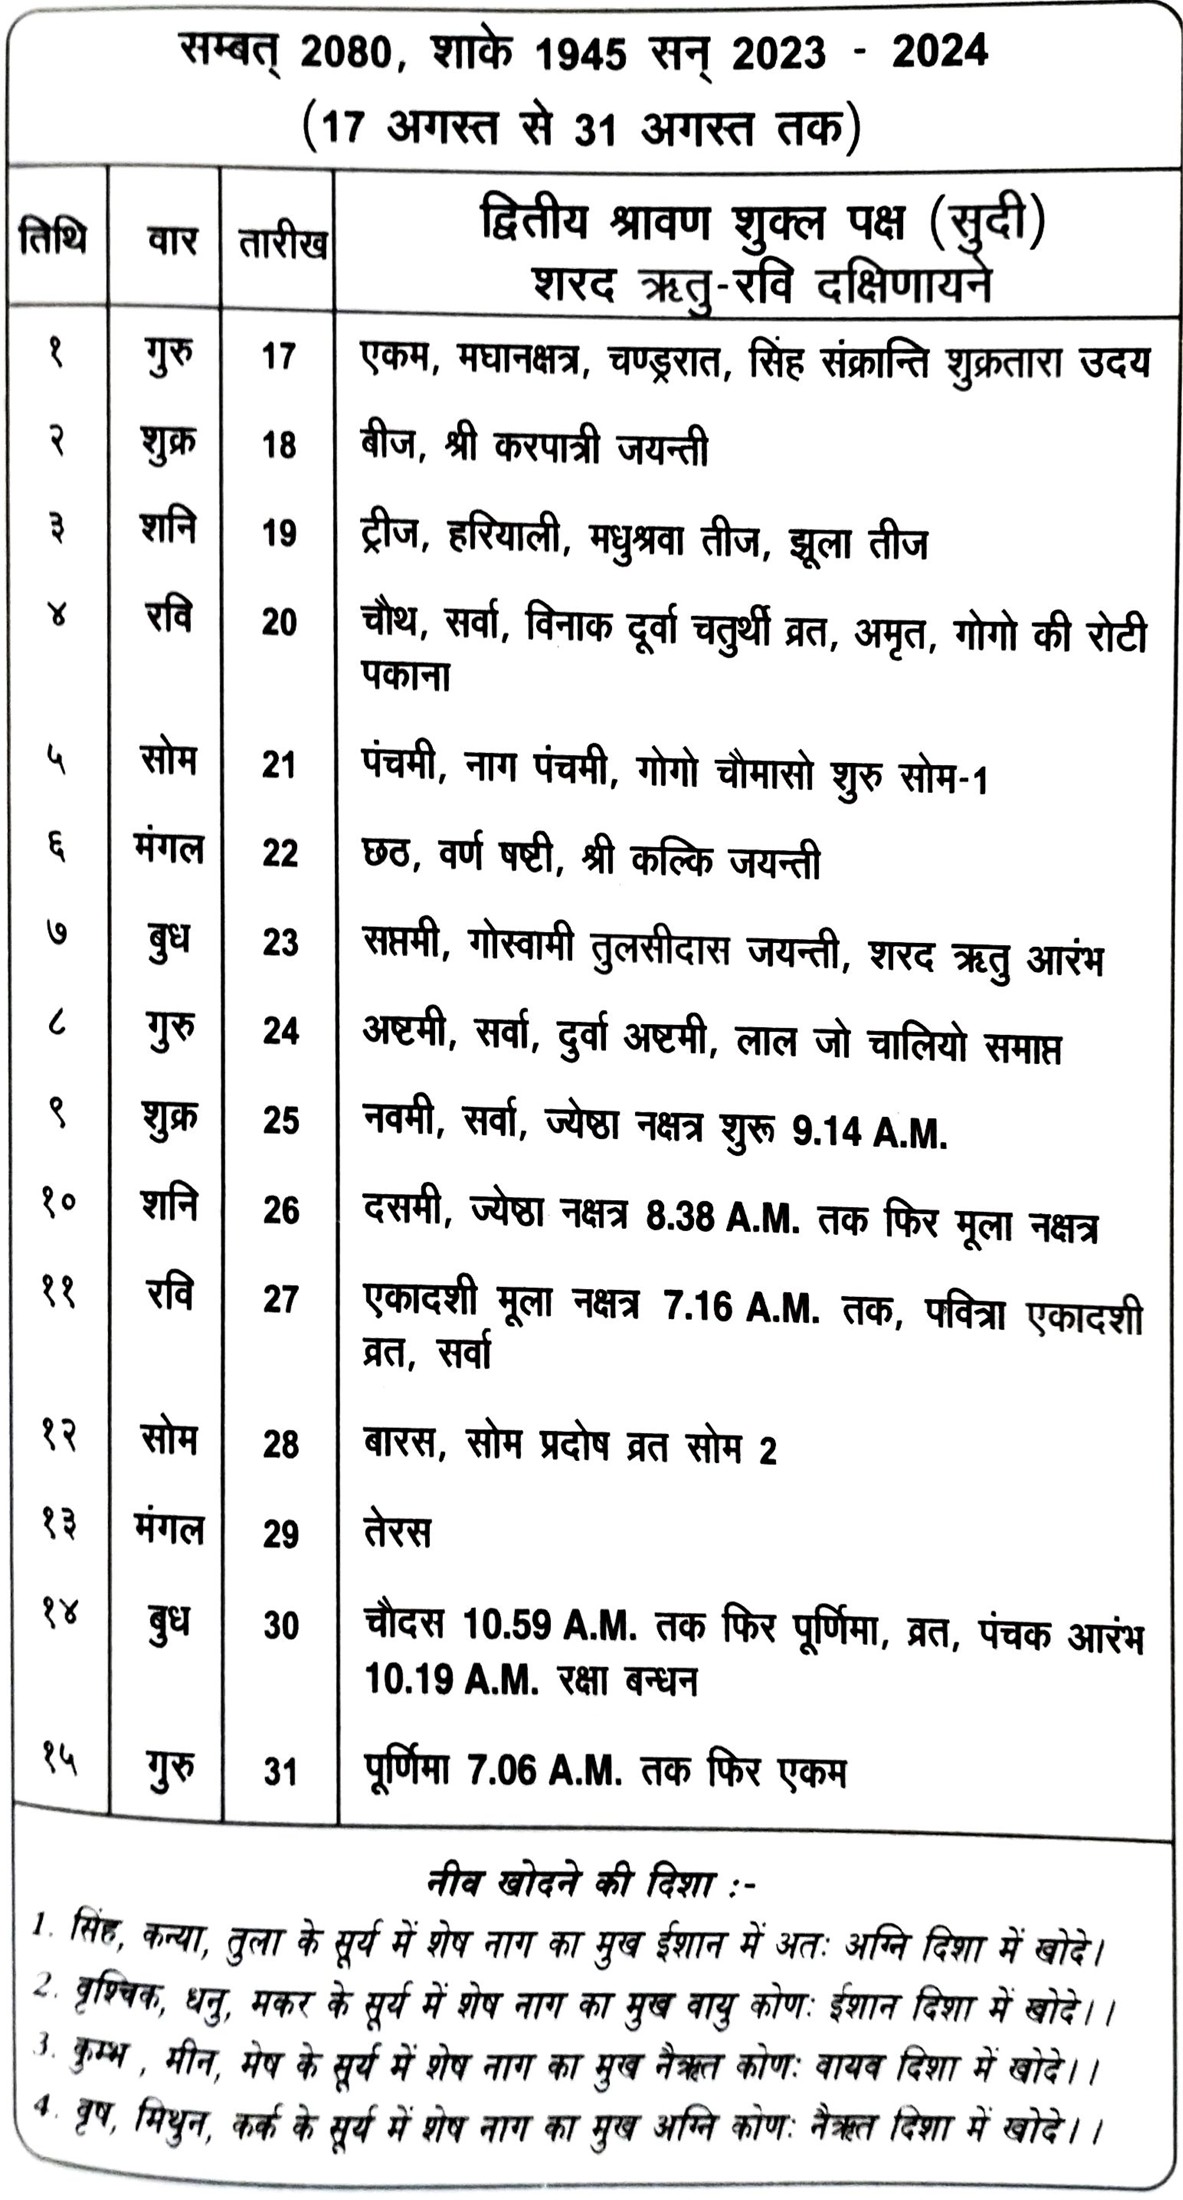 सम्बत् 2080, शाके 1945 सन् 2023 - 2024
(17 अगस्त से 31 अगस्त तक)
तिथि वार तारीख द्वितीय श्रावण शुक्ल पक्ष (सुदी)
शरद ऋतु-रवि दक्षिणायने
१ गुरु 17 एकम, मघानक्षत्र, चण्ड्ररात, सिंह संक्रान्ति शुक्रतारा उदय
२ शुक्र 18 बीज, श्री करपात्री जयन्ती
३ शनि 19 ट्रीज, हरियाली, मधुश्रवा तीज, झूला तीज
४ रवि 20 चौथ, सर्वा, विनाक दूर्वा चतुर्थी व्रत, अमृत, गोगो की रोटी
पकाना
५ सोम 21 पंचमी, नाग पंचमी, गोगो चौमासो शुरु सोम-1
६ मंगल 22 छठ, वर्ण षष्टी, श्री कल्कि जयन्ती
७ बुध 23 सप्तमी, गोस्वामी तुलसीदास जयन्ती, शरद ऋतु आरंभ
८ गुरु 24 अष्टमी, सर्वा, दुर्वा अष्टमी, लाल जो चालियो समाप्त
९ शुक्र 25 नवमी, सर्वा, ज्येष्ठा नक्षत्र शुरू 9.14 A.M.
१० शनि 26 दसमी, ज्येष्ठा नक्षत्र 8.38 A.M. तक फिर मूला नक्षत्र
११ रवि 27 एकादशी मूला नक्षत्र 7.16 A.M. तक, पवित्रा एकादशी
व्रत, सर्वा
१२ सोम 28 बारस, सोम प्रदोष व्रत सोम 2
१३ मंगल 29 तेरस
१४ बुध 30 चौदस 10.59 A.M. तक फिर पूर्णिमा, व्रत, पंचक आरंभ
10.19 A.M. रक्षा बन्धन
१५ गुरु 31 पूर्णिमा 7.06 A.M. तक फिर एकम
नीव खोदने की दिशा :-
1. सिंह, कन्या, तुला के सूर्य में शेष नाग का मुख ईशान में अतः अग्नि दिशा में खोदे।
2. वृश्चिक, धनु, मकर के सूर्य में शेष नाग का मुख वायु कोणः ईशान दिशा में खोदे।।
3. कुम्भ , मीन, मेष के सूर्य में शेष नाग का मुख नैऋत कोणः वायव दिशा में खोदे।।
4. वृष, मिथुन, कर्क के सूर्य में शेष नाग का मुख अग्नि कोणः नैऋत दिशा में खोदे।।